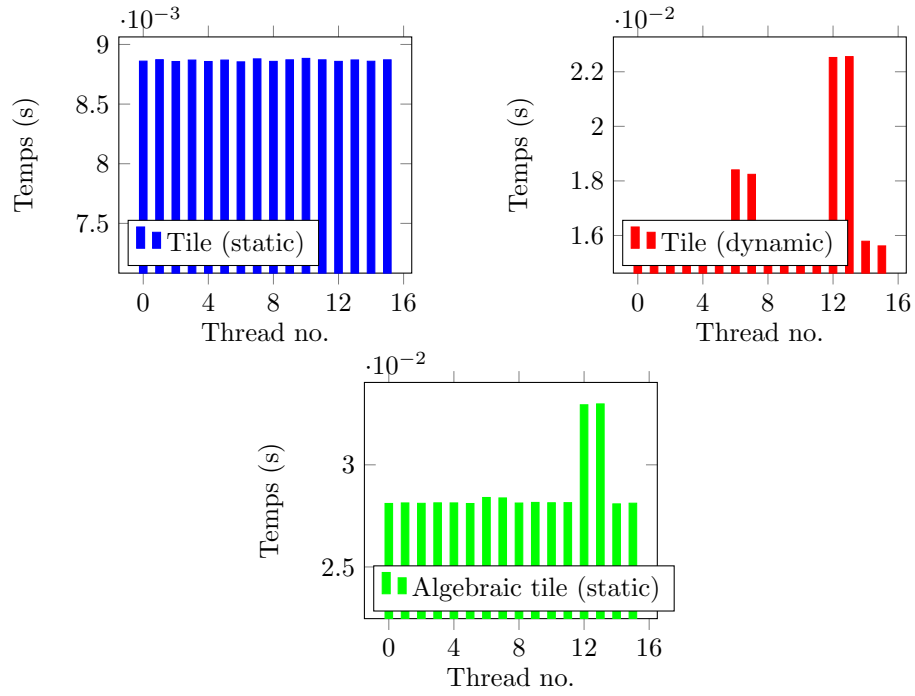 ·10⁻³
9
8.5
8
7.5
Temps (s)
Tile (static)
0 4 8 12 16
Thread no.
·10⁻²
2.2
2
1.8
1.6
Temps (s)
Tile (dynamic)
0 4 8 12 16
Thread no.
·10⁻²
3
2.5
Temps (s)
Algebraic tile (static)
0 4 8 12 16
Thread no.